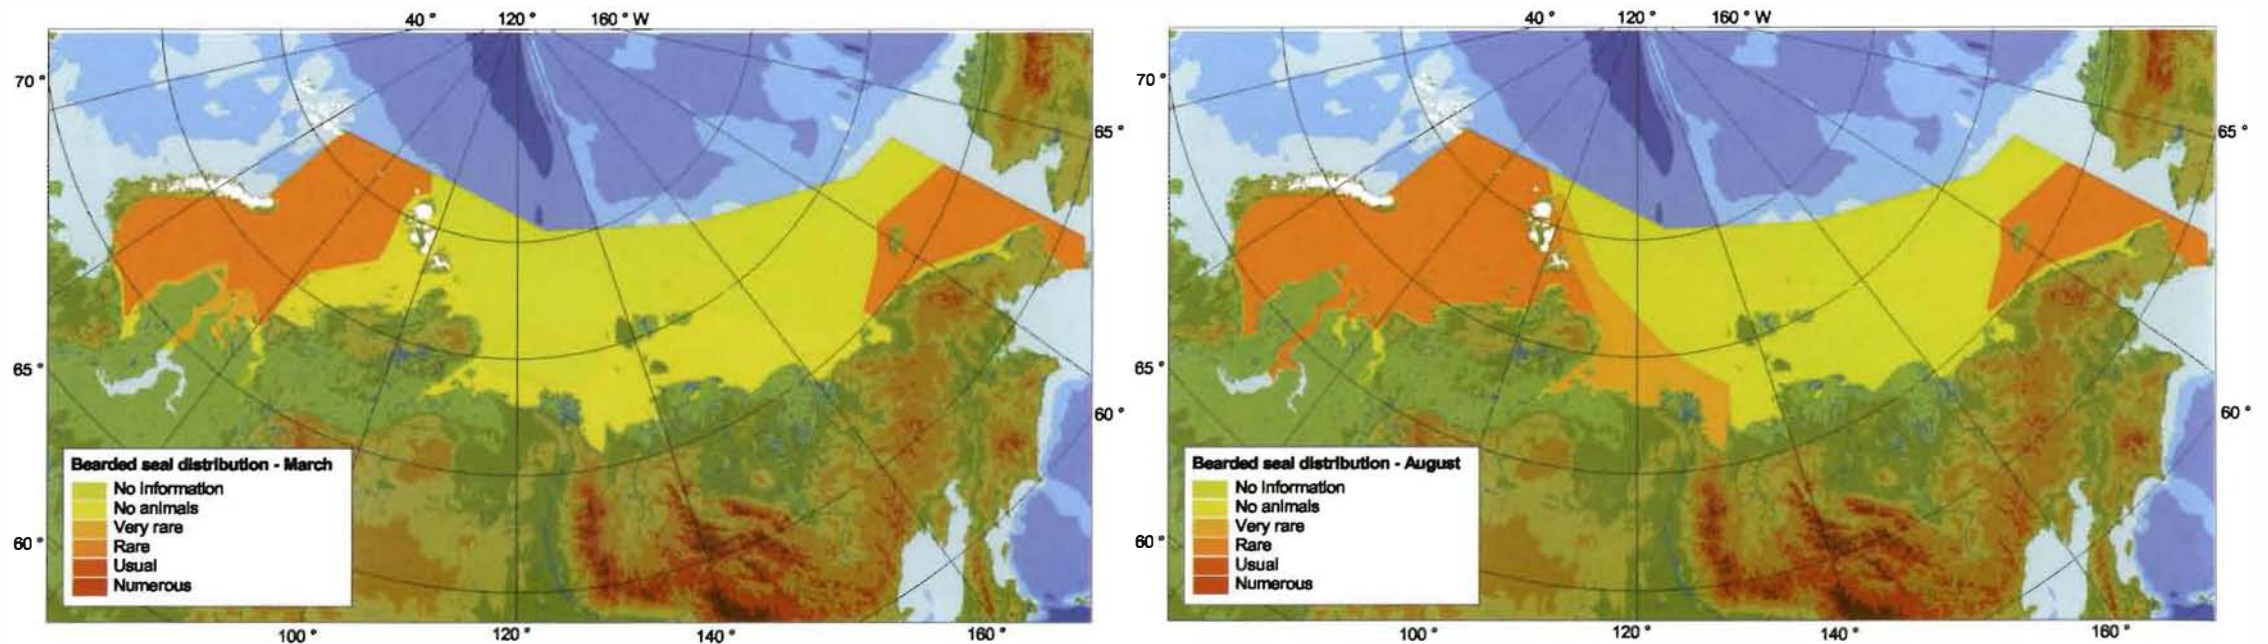 40 ° 120 ° 160 ° W
70 °
65 °
65 °
60 °
60 °
Bearded seal distribution - March
No information
No animals
Very rare
Rare
Usual
Numerous
100 ° 120 ° 140 ° 160 °
40 ° 120 ° 160 ° W
70 °
65 °
65 °
60 °
60 °
Bearded seal distribution - August
No information
No animals
Very rare
Rare
Usual
Numerous
100 ° 120 ° 140 ° 160 °